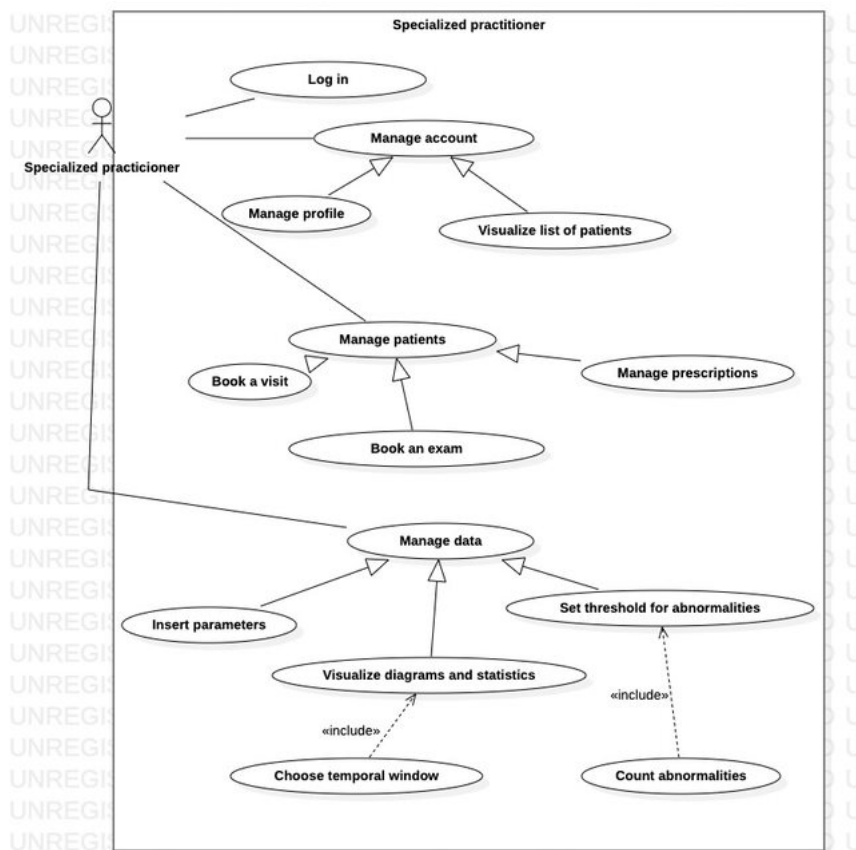 Specialized practitioner
Log in
Manage account
Specialized practicioner
Manage profile
Visualize list of patients
Manage patients
Book a visit
Manage prescriptions
Book an exam
Manage data
Set threshold for abnormalities
Insert parameters
Visualize diagrams and statistics
«include»
«include»
Choose temporal window
Count abnormalities